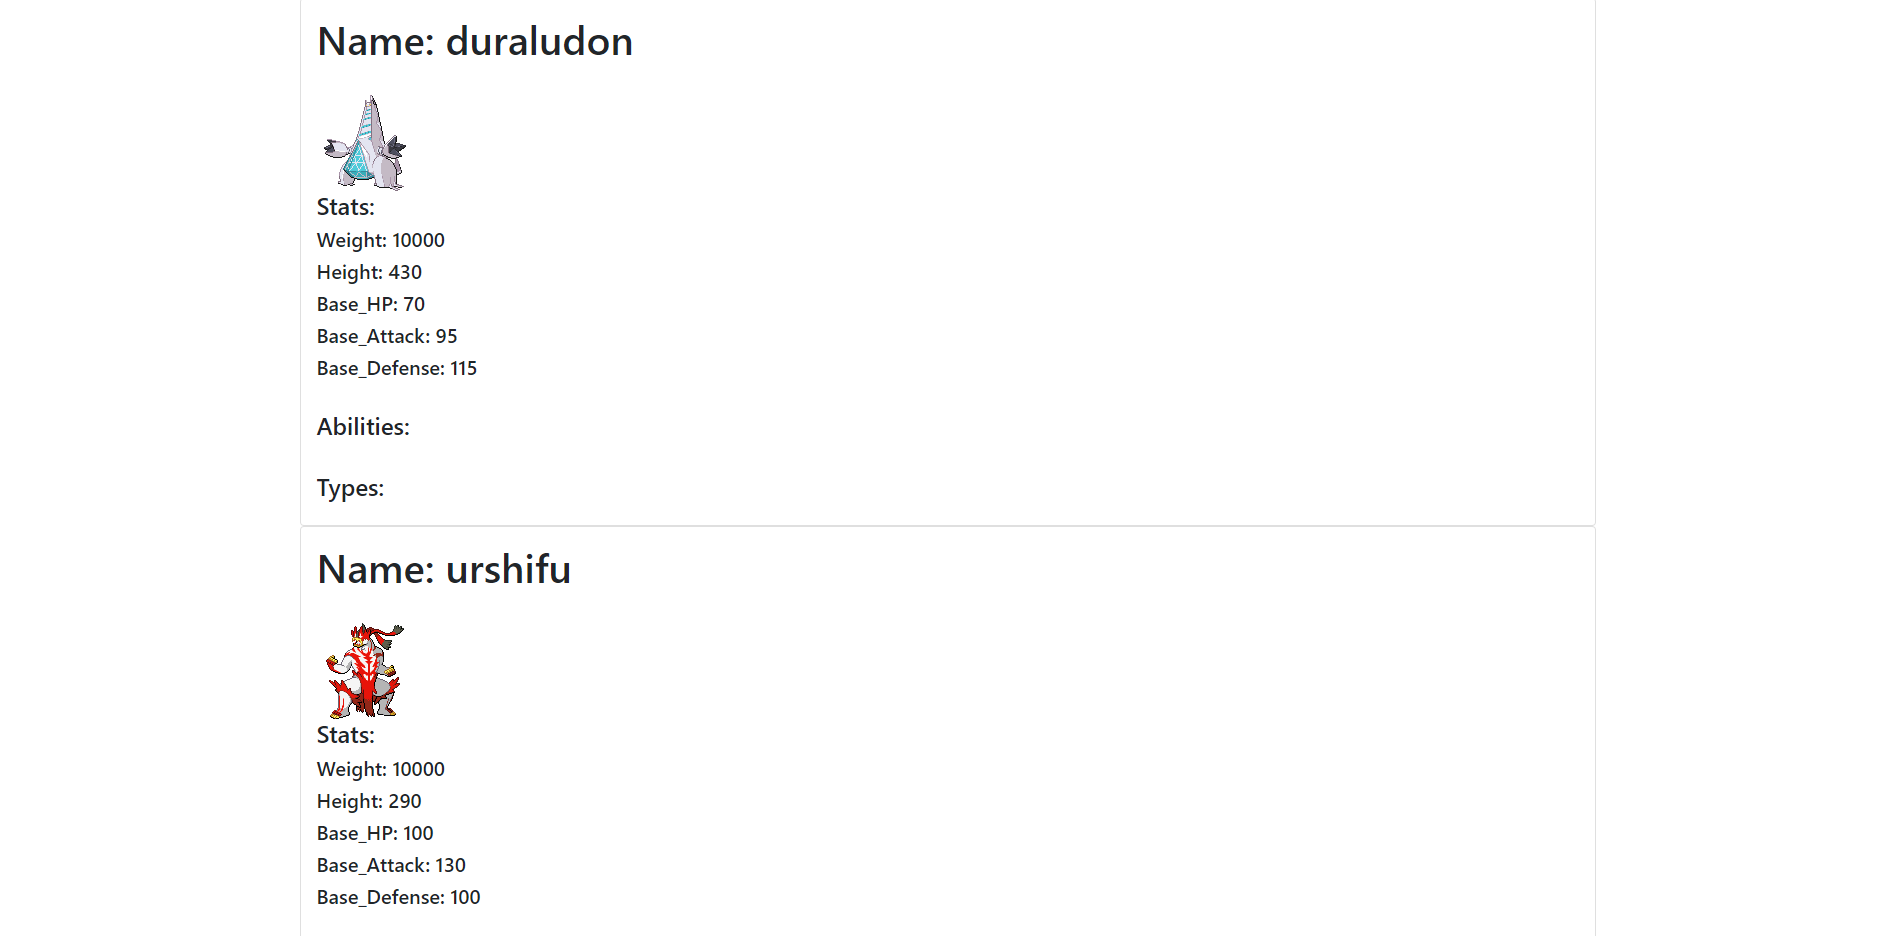 Name: duraludon
Stats:
Weight: 10000
Height: 430
Base_HP: 70
Base_Attack: 95
Base_Defense: 115
Abilities:
Types:
Name: urshifu
Stats:
Weight: 10000
Height: 290
Base_HP: 100
Base_Attack: 130
Base_Defense: 100